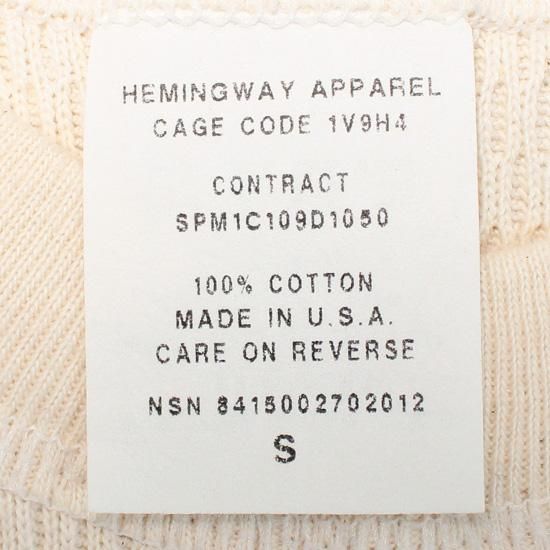 HEMINGWAY APPAREL
CAGE CODE 1V9H4
CONTRACT
SPM1C109D1050
100% COTTON
MADE IN U.S.A.
CARE ON REVERSE
NSN 8415002702012
S